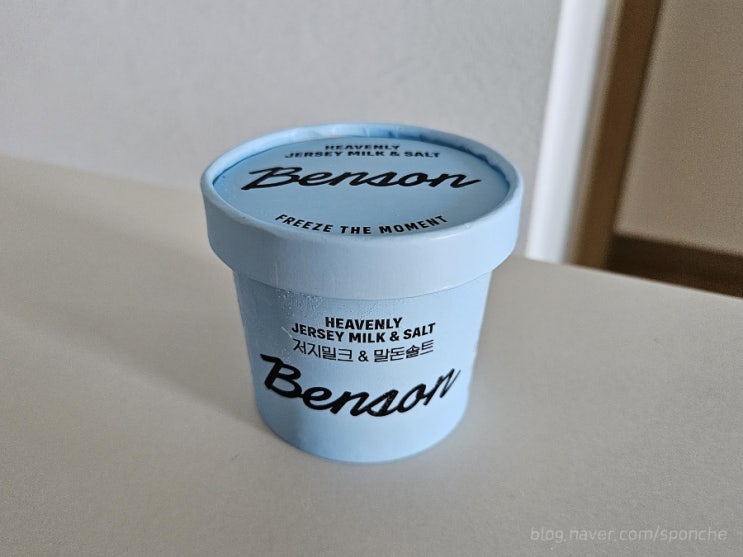 HEAVENLY
JERSEY MILK & SALT
Benson
FREEZE THE MOMENT
HEAVENLY
JERSEY MILK & SALT
저지밀크 & 말돈솔트
Benson
blog.naver.com/sponche